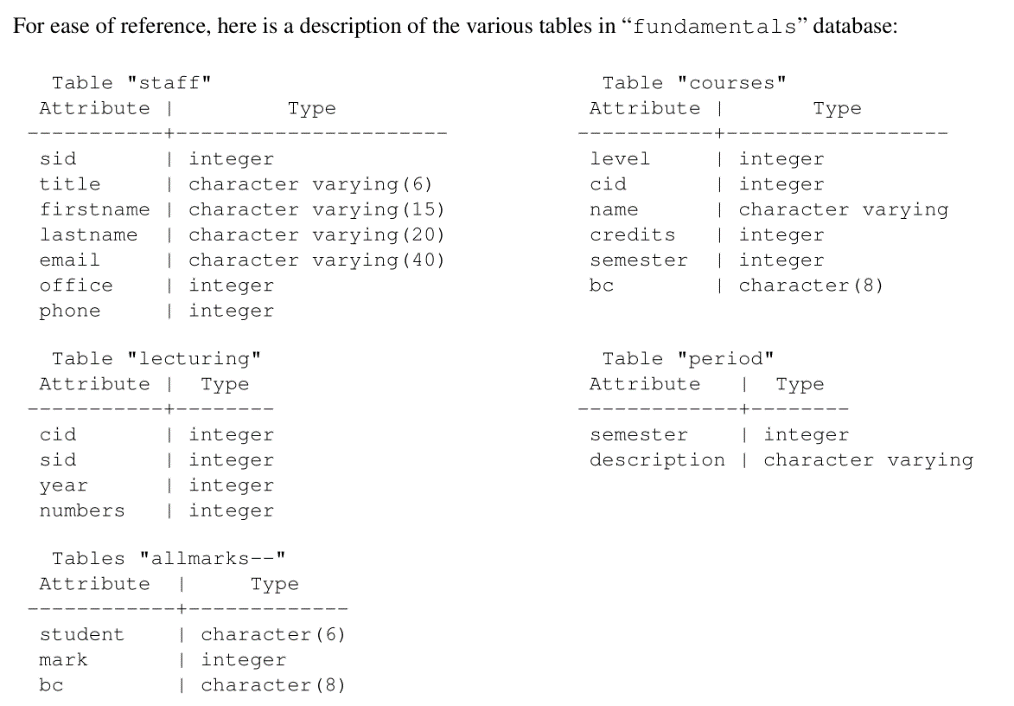 For ease of reference, here is a description of the various tables in “fundamentals” database:
Table "staff"
Attribute | Type
-----------+----------------------
sid | integer
title | character varying(6)
firstname | character varying(15)
lastname | character varying(20)
email | character varying(40)
office | integer
phone | integer
Table "courses"
Attribute | Type
-----------+------------------
level | integer
cid | integer
name | character varying
credits | integer
semester | integer
bc | character(8)
Table "lecturing"
Attribute | Type
-----------+--------
cid | integer
sid | integer
year | integer
numbers | integer
Table "period"
Attribute | Type
-------------+--------
semester | integer
description | character varying
Tables "allmarks--"
Attribute | Type
------------+-------------
student | character(6)
mark | integer
bc | character(8)